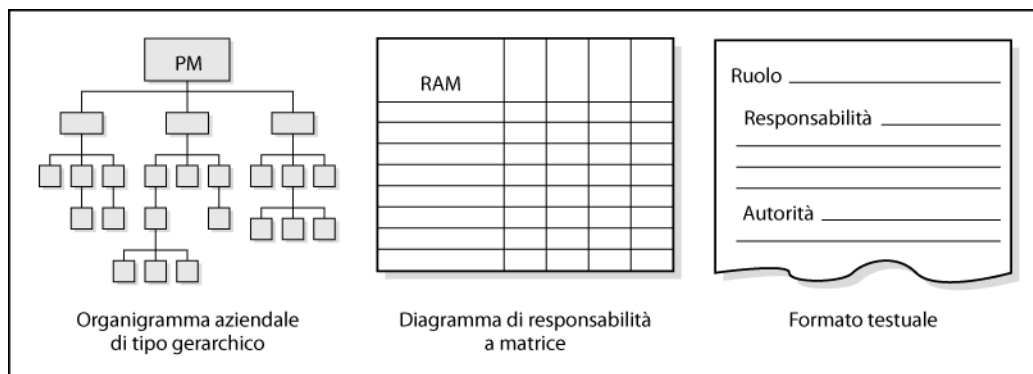 PM
RAM
Ruolo
Responsabilità
Autorità
Organigramma aziendale
di tipo gerarchico
Diagramma di responsabilità
a matrice
Formato testuale